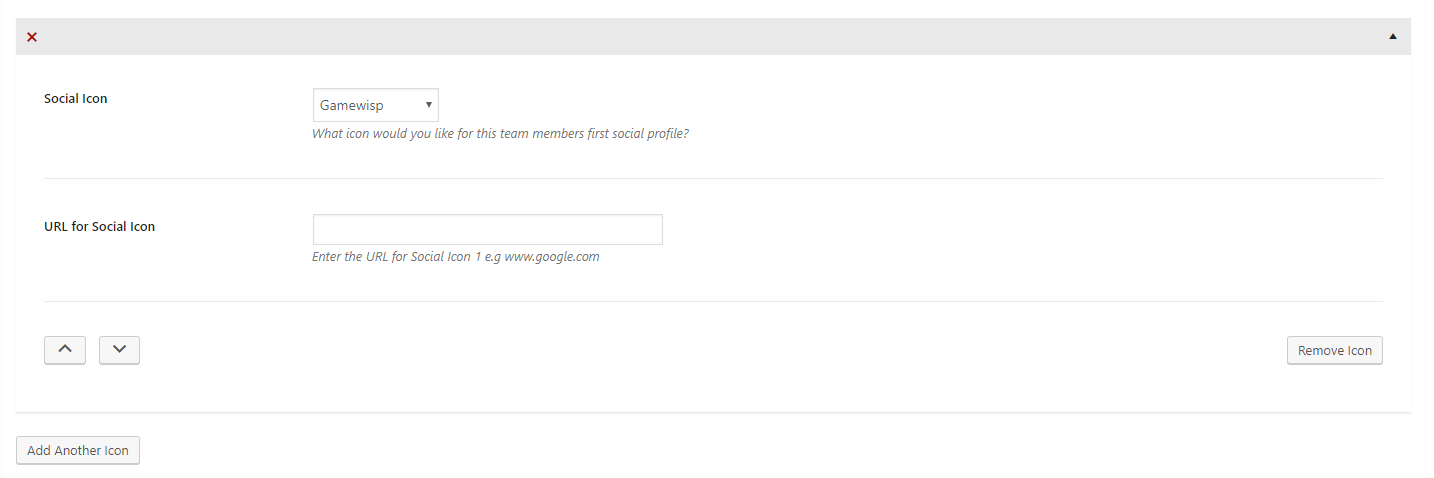 Social Icon
Gamewisp
What icon would you like for this team members first social profile?
URL for Social Icon
Enter the URL for Social Icon 1 e.g www.google.com
Remove Icon
Add Another Icon